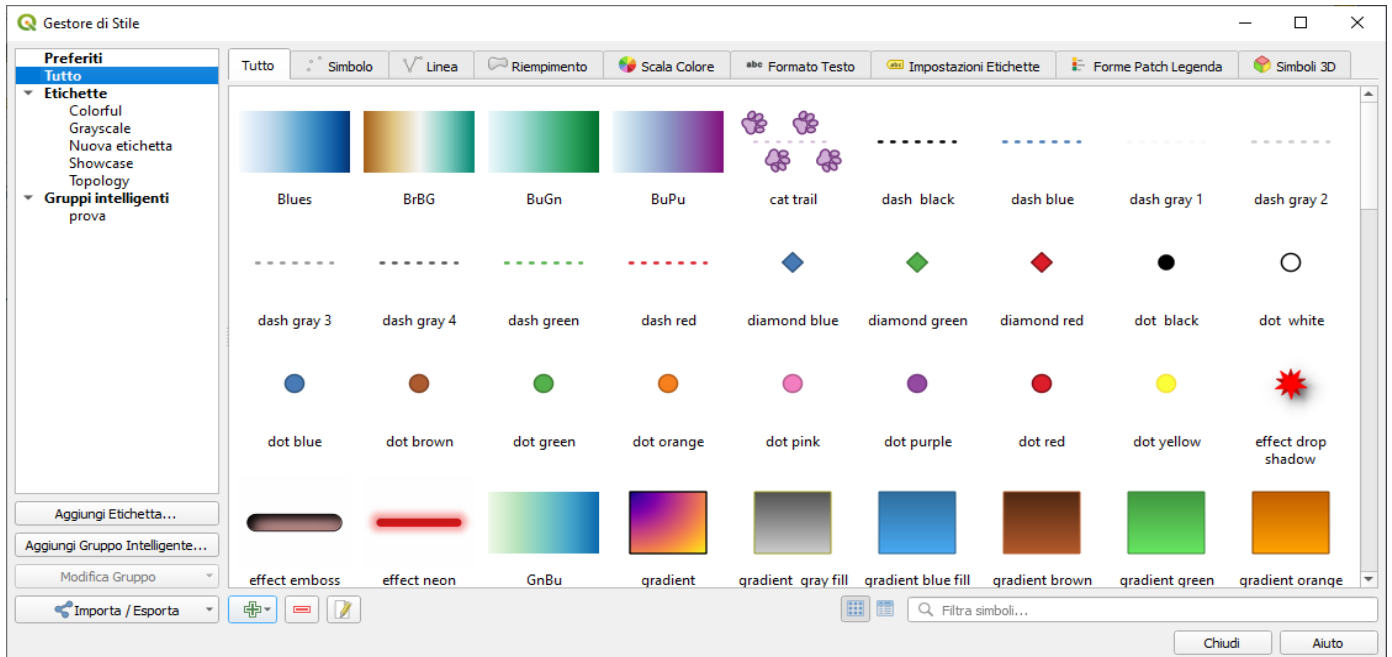 Gestore di Stile
Preferiti
Tutto
Etichette
Colorful
Grayscale
Nuova etichetta
Showcase
Topology
Gruppi intelligenti
prova
Aggiungi Etichetta...
Aggiungi Gruppo Intelligente...
Modifica Gruppo
Importa / Esporta
Tutto Simbolo Linea Riempimento Scala Colore abc Formato Testo abc Impostazioni Etichette Forme Patch Legenda Simboli 3D
Blues BrBG BuGn BuPu cat trail dash black dash blue dash gray 1 dash gray 2
dash gray 3 dash gray 4 dash green dash red diamond blue diamond green diamond red dot black dot white
dot blue dot brown dot green dot orange dot pink dot purple dot red dot yellow effect drop
shadow
effect emboss effect neon GnBu gradient gradient gray fill gradient blue fill gradient brown gradient green gradient orange
Filtra simboli...
Chiudi Aiuto